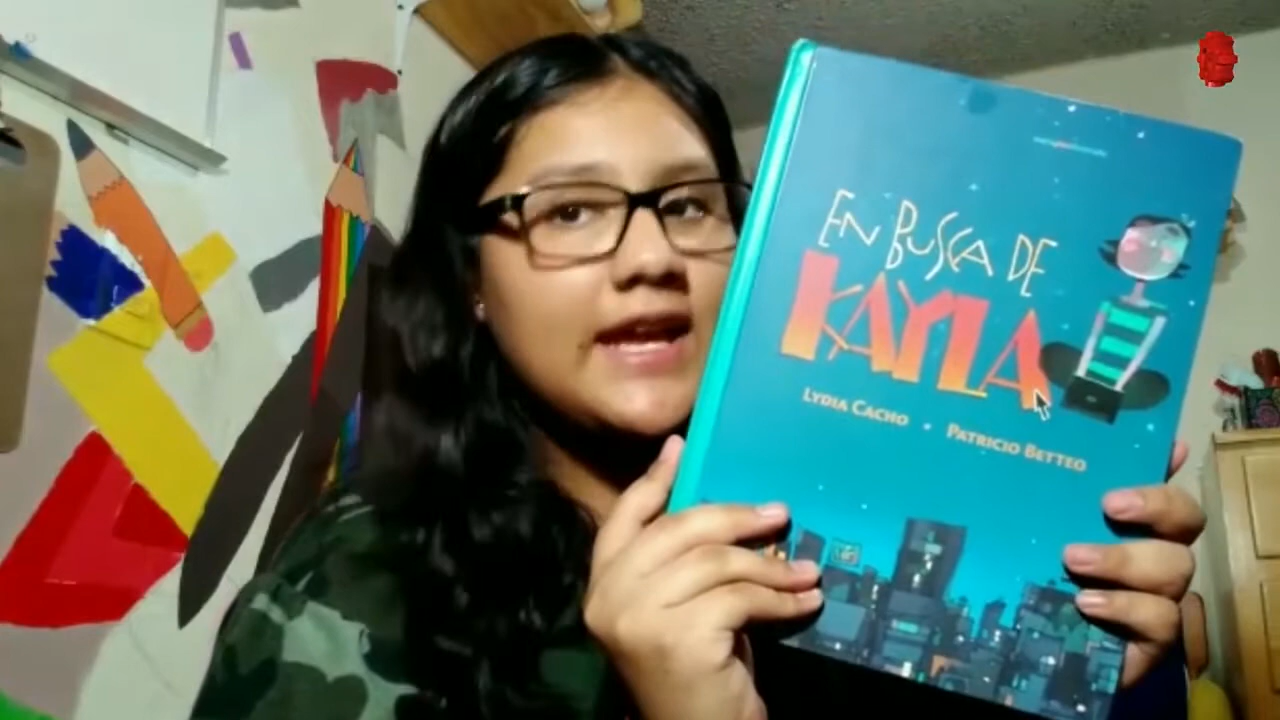 EN BUSCA DE
KAYLA
LYDIA CACHO • PATRICIO BETTEO